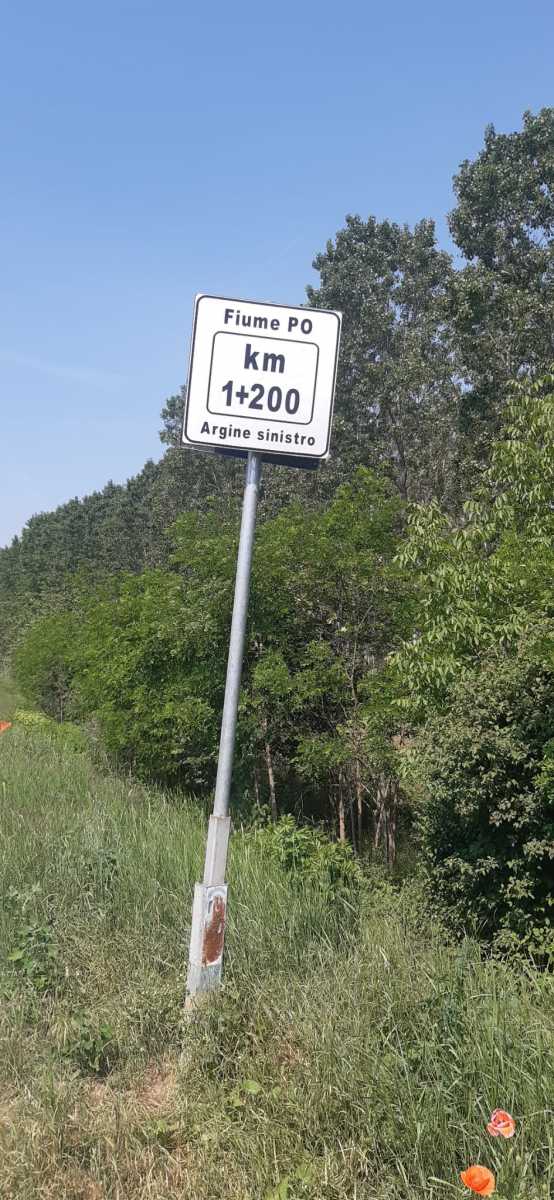 Fiume PO
km
1+200
Argine sinistro